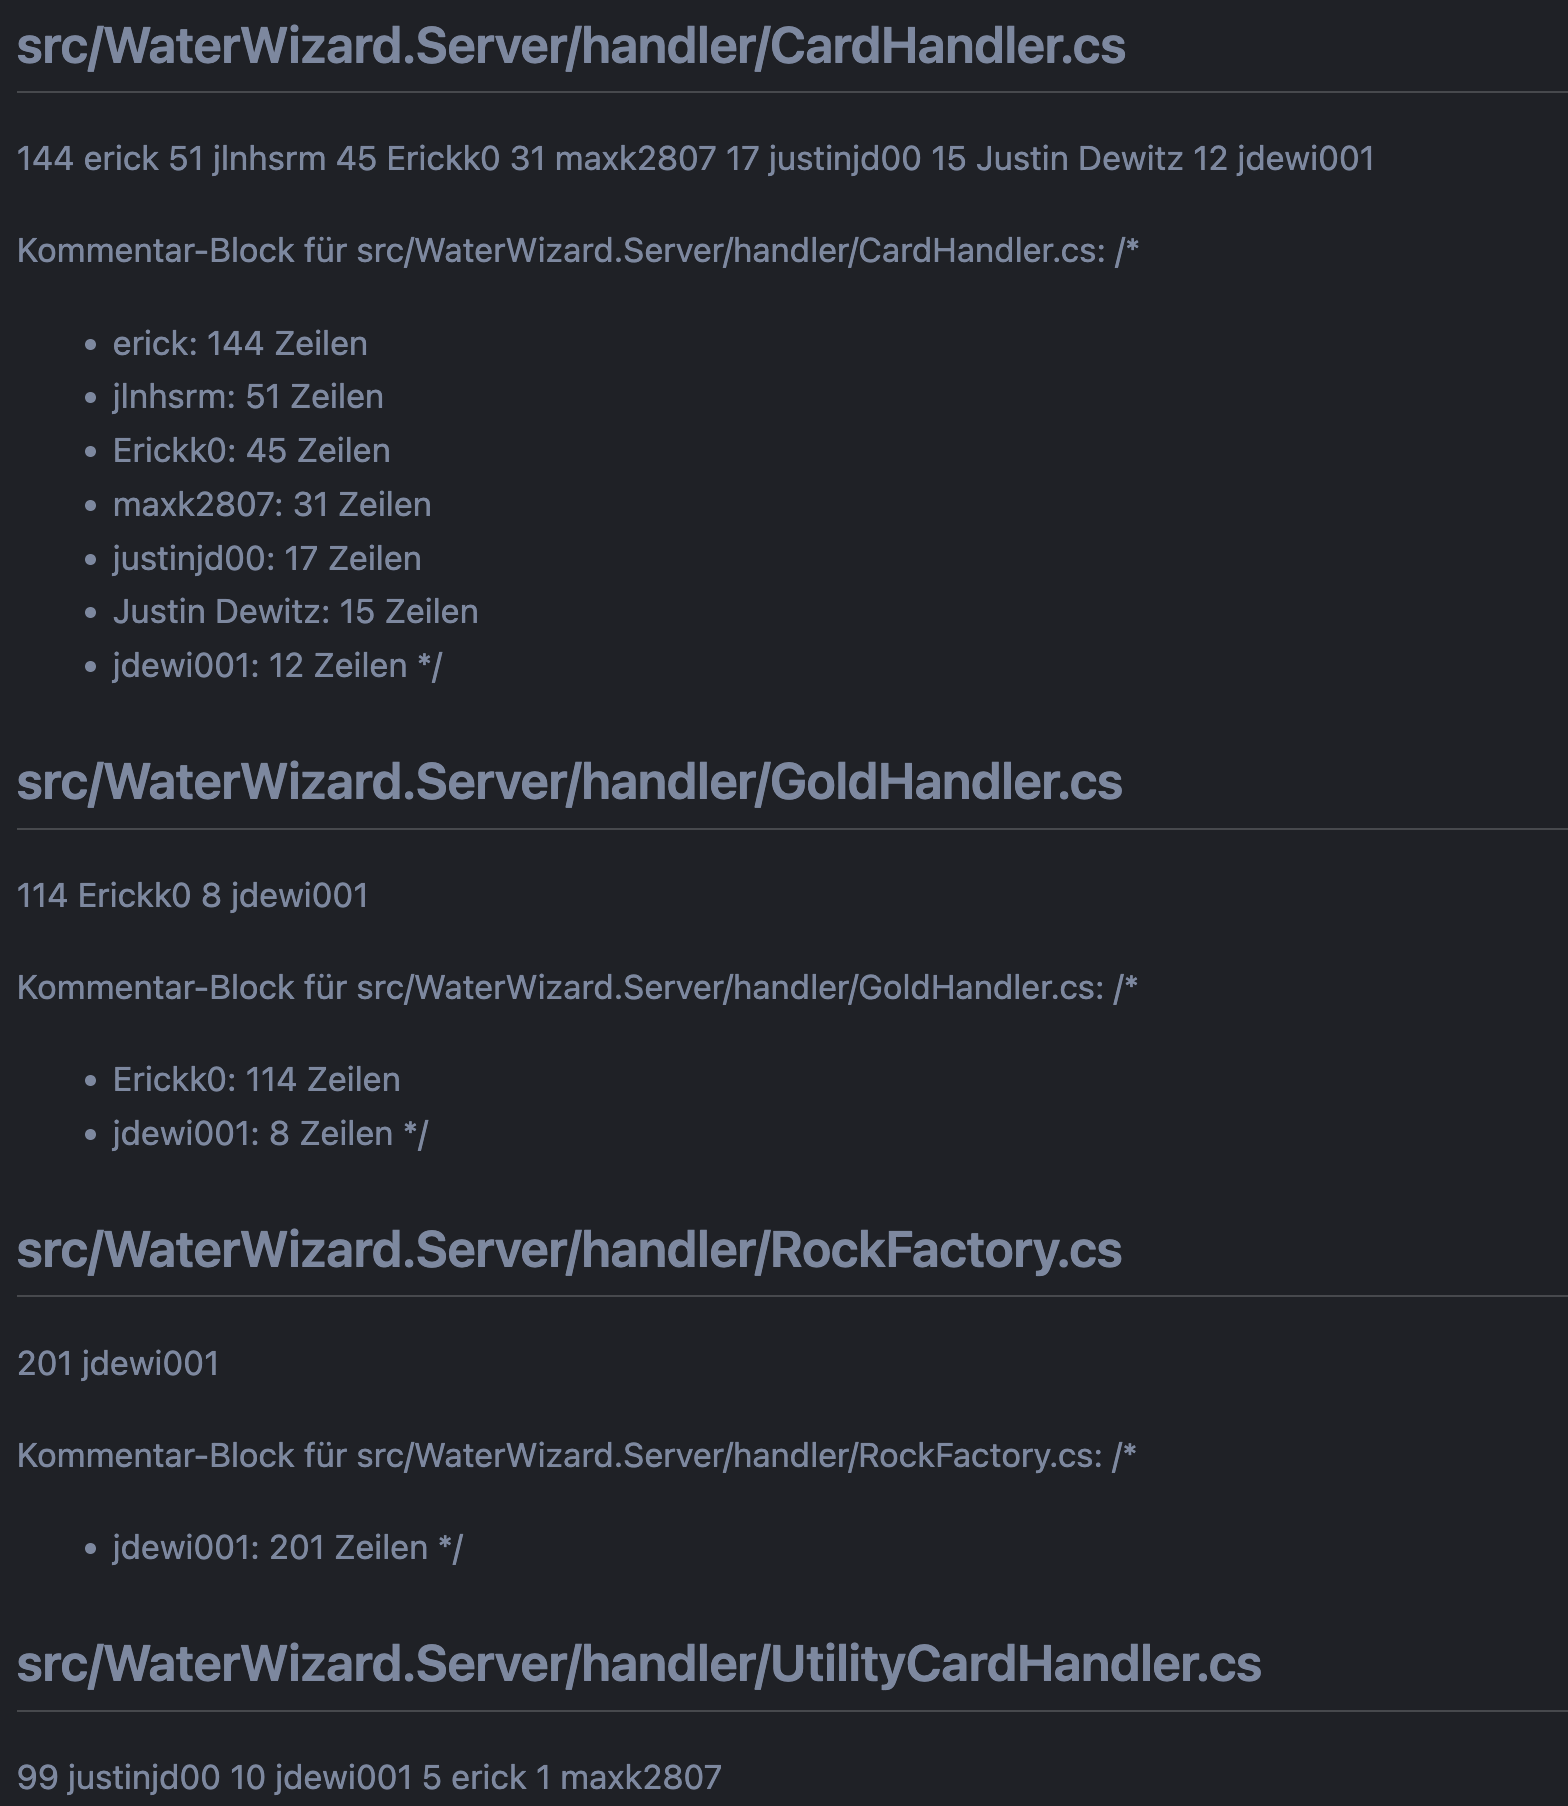 src/WaterWizard.Server/handler/CardHandler.cs
144 erick 51 jlnhsrm 45 Erickk0 31 maxk2807 17 justinjd00 15 Justin Dewitz 12 jdewi001
Kommentar-Block für src/WaterWizard.Server/handler/CardHandler.cs: /*
• erick: 144 Zeilen
• jlnhsrm: 51 Zeilen
• Erickk0: 45 Zeilen
• maxk2807: 31 Zeilen
• justinjd00: 17 Zeilen
• Justin Dewitz: 15 Zeilen
• jdewi001: 12 Zeilen */
src/WaterWizard.Server/handler/GoldHandler.cs
114 Erickk0 8 jdewi001
Kommentar-Block für src/WaterWizard.Server/handler/GoldHandler.cs: /*
• Erickk0: 114 Zeilen
• jdewi001: 8 Zeilen */
src/WaterWizard.Server/handler/RockFactory.cs
201 jdewi001
Kommentar-Block für src/WaterWizard.Server/handler/RockFactory.cs: /*
• jdewi001: 201 Zeilen */
src/WaterWizard.Server/handler/UtilityCardHandler.cs
99 justinjd00 10 jdewi001 5 erick 1 maxk2807